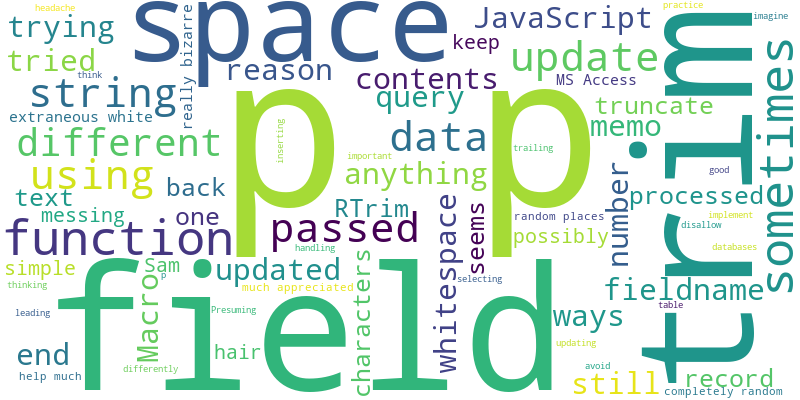 headache
trying
tried
think
really bizarre
space
keep
JavaScript
practice
imagine
reason
string
extraneous white
contents
query
update
MS Access
truncate
memo
different
p p
inserting
data
trailing
important
anything
trim
sometimes
using
text
messing
back
one
RTrim
passed
whitespace
seems
random places
possibly
number
good
processed
implement
disallow
databases
function
handling
simple
thinking
leading
Macro
Sam
p
updated
much appreciated
Presuming
field
characters
selecting
ways
fieldname
table
end
help much
differently
hair
updating
avoid
still
record
completely random